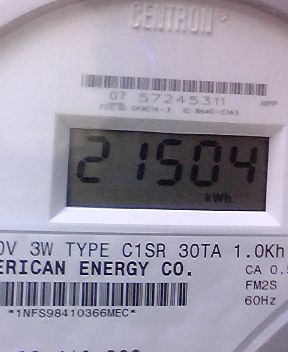 CENTRON®
07 57245311
21504
kWh
0V 3W TYPE C1SR 30TA 1.0Kh
ERICAN ENERGY CO.
CA 0.5
FM2S
*1NFS98410366MEC*
60Hz